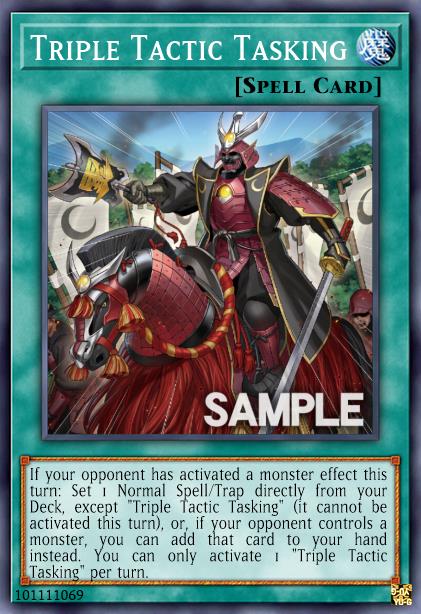 TRIPLE TACTIC TASKING
[SPELL CARD]
SAMPLE
If your opponent has activated a monster effect this
turn: Set 1 Normal Spell/Trap directly from your
Deck, except "Triple Tactic Tasking" (it cannot be
activated this turn), or, if your opponent controls a
monster, you can add that card to your hand
instead. You can only activate 1 "Triple Tactic
Tasking" per turn.
101111069